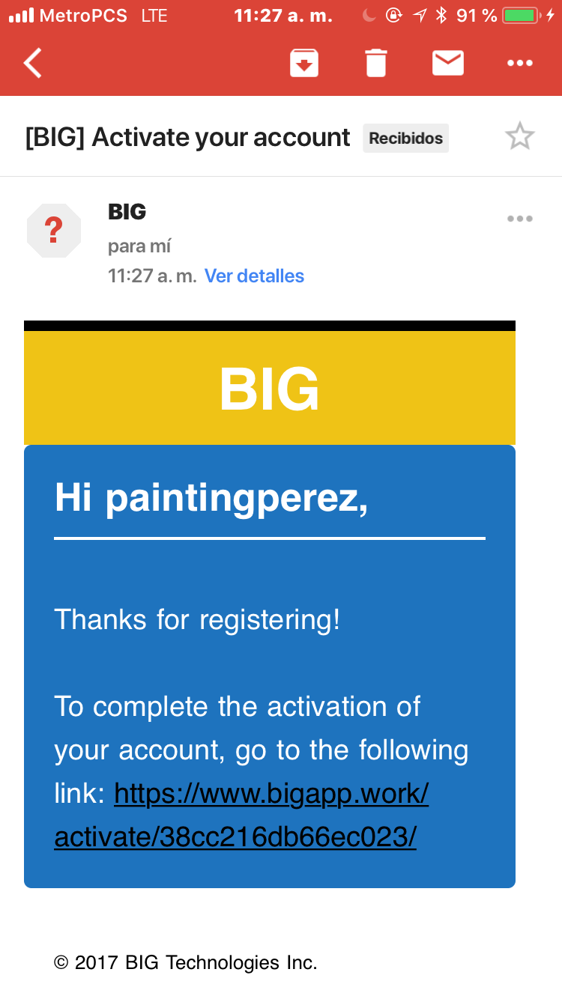 MetroPCS LTE 11:27 a. m. 91 %
[BIG] Activate your account Recibidos
?
BIG
para mí
11:27 a. m. Ver detalles
BIG
Hi paintingperez,
Thanks for registering!
To complete the activation of
your account, go to the following
link: https://www.bigapp.work/
activate/38cc216db66ec023/
© 2017 BIG Technologies Inc.